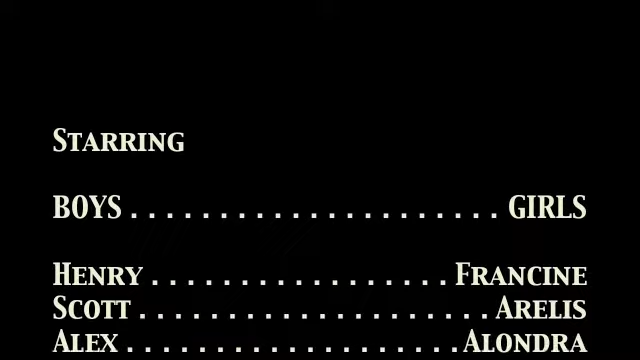 Starring
BOYS . . . . . . . . . . . . . . . . . . . . . GIRLS
Henry . . . . . . . . . . . . . . . . . Francine
Scott . . . . . . . . . . . . . . . . . . . . Arelis
Alex . . . . . . . . . . . . . . . . . . . Alondra